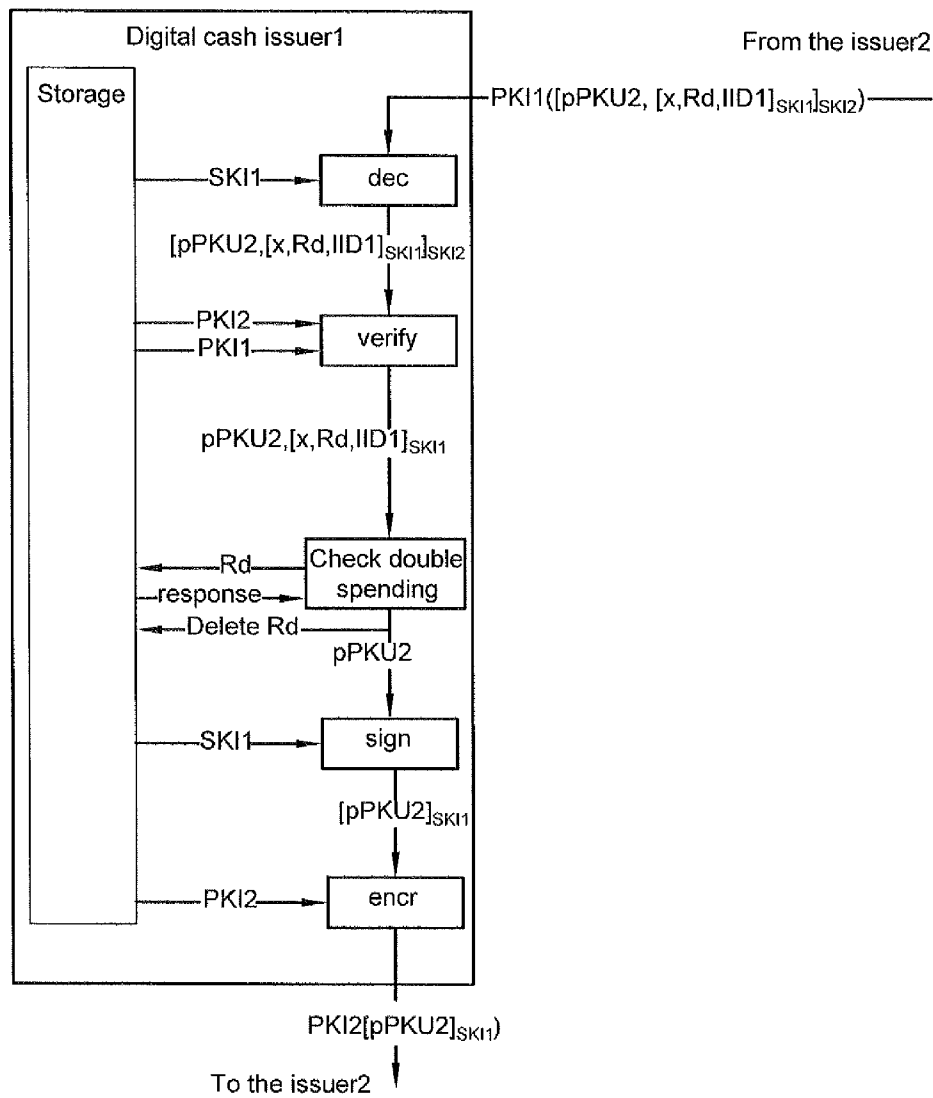 Digital cash issuer1
From the issuer2
Storage
PKI1([pPKU2, [x,Rd,IID1]SKI1]SKI2)
dec
SKI1
[pPKU2,[x,Rd,IID1]SKI1]SKI2
PKI2
verify
PKI1
pPKU2,[x,Rd,IID1]SKI1
Check double
spending
Rd
response
Delete Rd
pPKU2
SKI1
sign
[pPKU2]SKI1
PKI2
encr
PKI2[pPKU2]SKI1)
To the issuer2